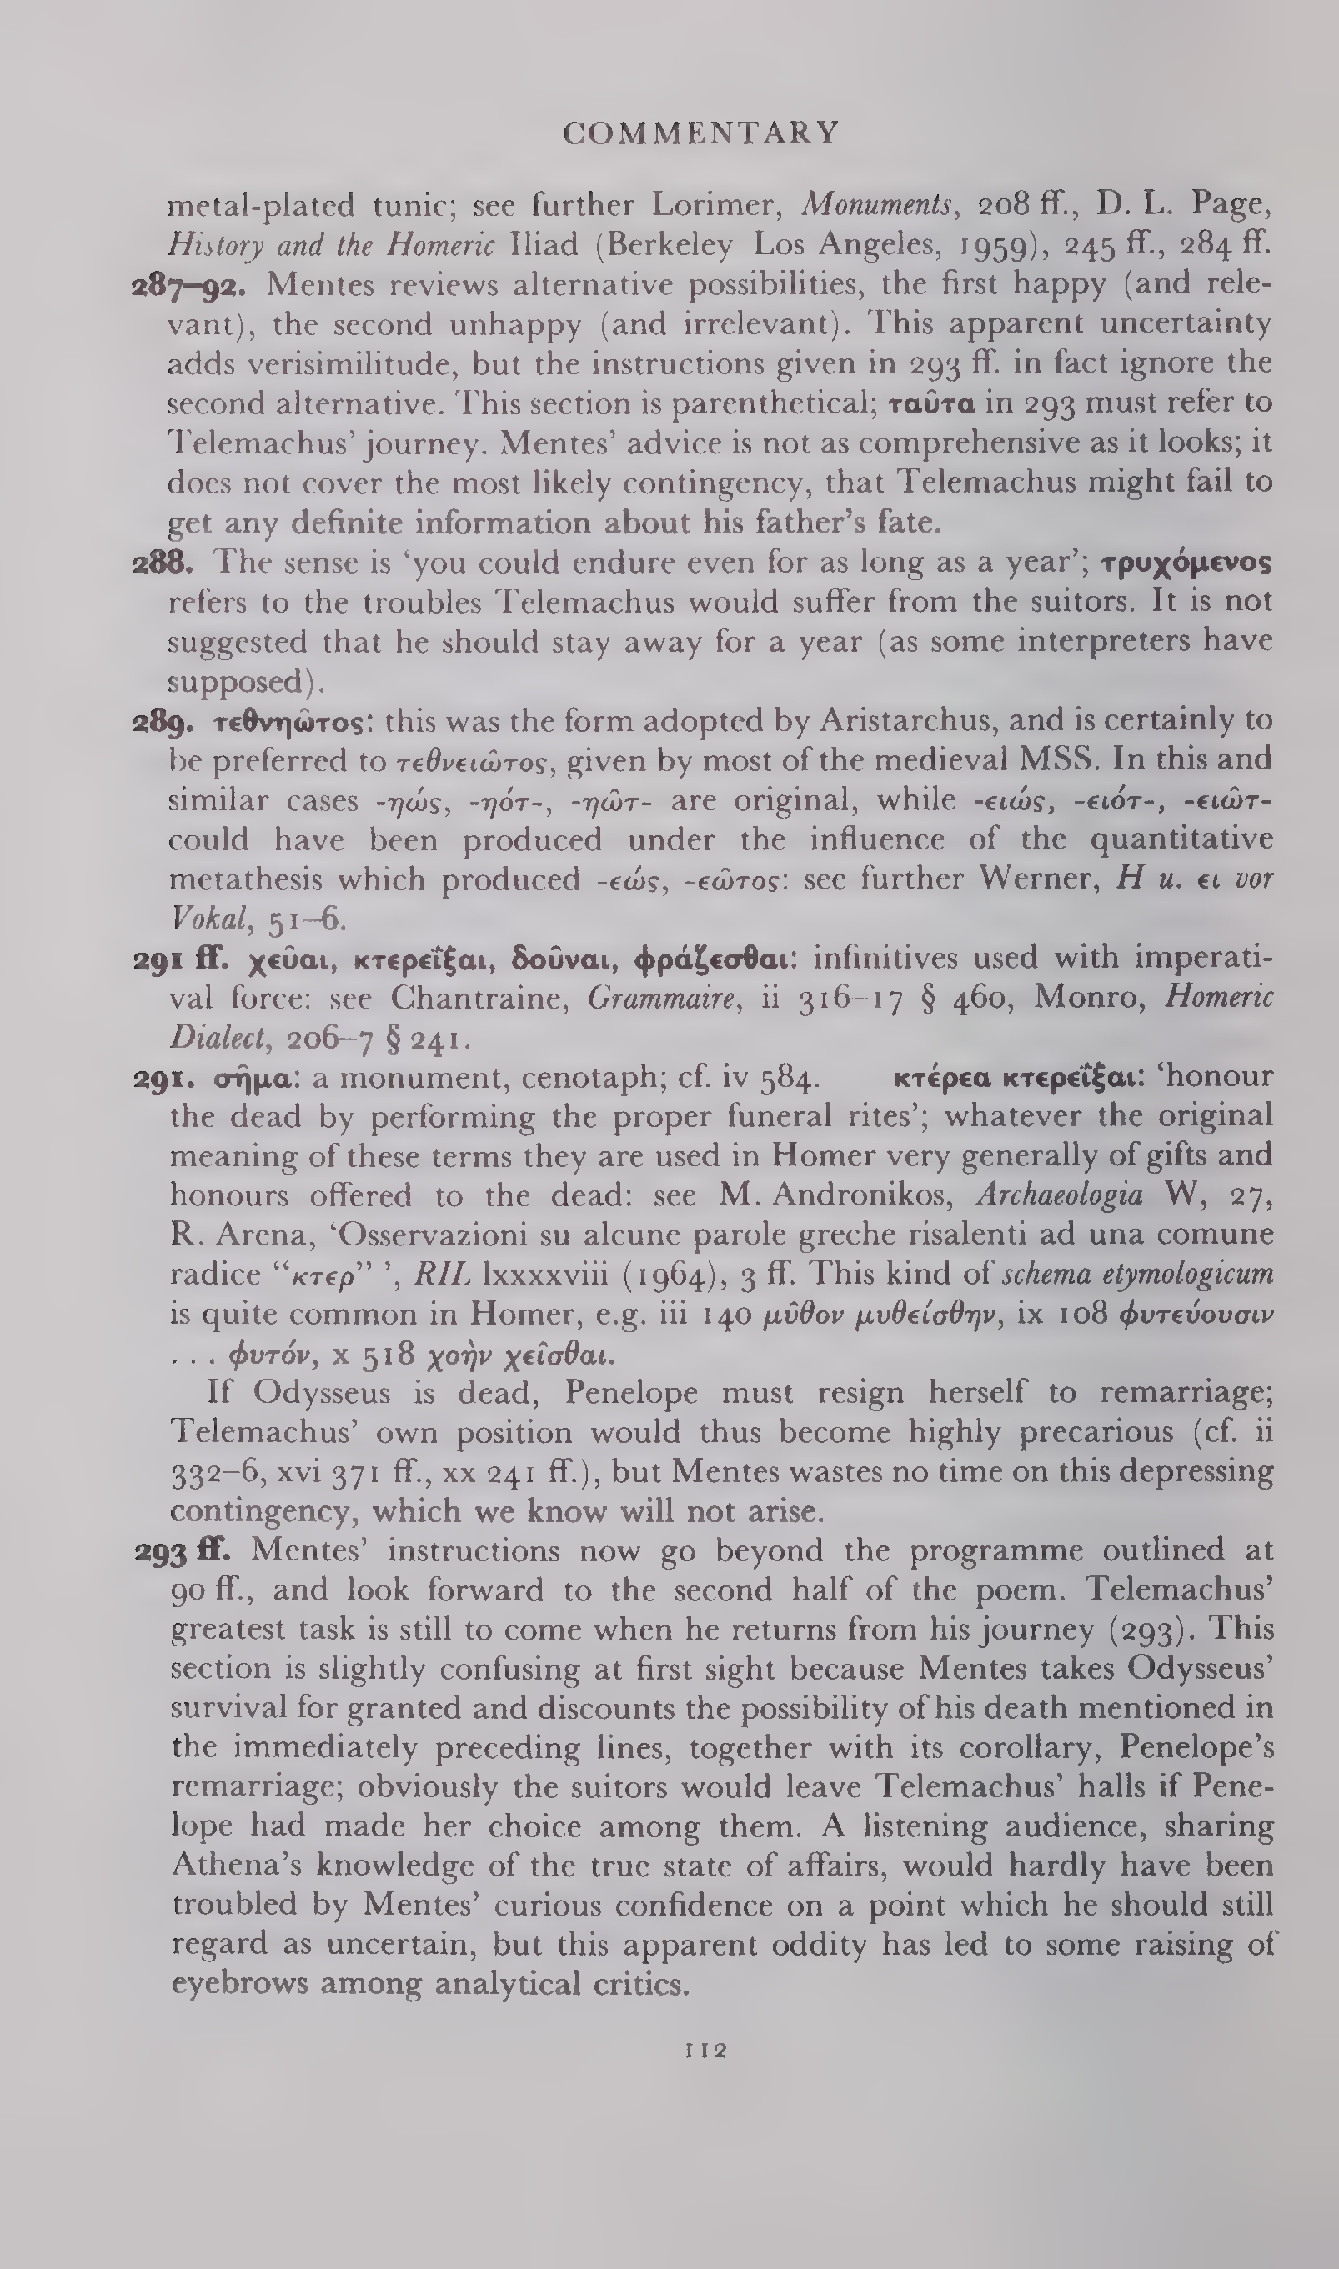 COMMENTARY
metal-plated tunic; see further Lorimer, Monuments, 208 ff., D. L. Page,
History and the Homeric Iliad (Berkeley Los Angeles, 1959), 245 ff., 284 ff.
287–92. Mentes reviews alternative possibilities, the first happy (and rele-
vant), the second unhappy (and irrelevant). This apparent uncertainty
adds verisimilitude, but the instructions given in 293 ff. in fact ignore the
second alternative. This section is parenthetical; ταῦτα in 293 must refer to
Telemachus’ journey. Mentes’ advice is not as comprehensive as it looks; it
does not cover the most likely contingency, that Telemachus might fail to
get any definite information about his father’s fate.
288. The sense is ‘you could endure even for as long as a year’; τρυχόμενος
refers to the troubles Telemachus would suffer from the suitors. It is not
suggested that he should stay away for a year (as some interpreters have
supposed).
289. τεθνηῶτος: this was the form adopted by Aristarchus, and is certainly to
be preferred to τεθνειῶτος, given by most of the medieval MSS. In this and
similar cases -ηώς, -ηότ-, -ηῶτ- are original, while -ειώς, -ειότ-, -ειῶτ-
could have been produced under the influence of the quantitative
metathesis which produced -εώς, -εῶτος: see further Werner, H u. ει vor
Vokal, 51–6.
291 ff. χεῦαι, κτερεΐξαι, δοῦναι, φράζεσθαι: infinitives used with imperati-
val force: see Chantraine, Grammaire, ii 316–17 § 460, Monro, Homeric
Dialect, 206–7 § 241.
291. σῆμα: a monument, cenotaph; cf. iv 584. κτέρεα κτερεΐξαι: ‘honour
the dead by performing the proper funeral rites’; whatever the original
meaning of these terms they are used in Homer very generally of gifts and
honours offered to the dead: see M. Andronikos, Archaeologia W, 27,
R. Arena, ‘Osservazioni su alcune parole greche risalenti ad una comune
radice “κτερ” ’, RIL lxxxxviii (1964), 3 ff. This kind of schema etymologicum
is quite common in Homer, e.g. iii 140 μῦθον μυθείσθην, ix 108 φυτεύουσιν
. . . φυτόν, x 518 χοὴν χεῖσθαι.
If Odysseus is dead, Penelope must resign herself to remarriage;
Telemachus’ own position would thus become highly precarious (cf. ii
332–6, xvi 371 ff., xx 241 ff.), but Mentes wastes no time on this depressing
contingency, which we know will not arise.
293 ff. Mentes’ instructions now go beyond the programme outlined at
90 ff., and look forward to the second half of the poem. Telemachus’
greatest task is still to come when he returns from his journey (293). This
section is slightly confusing at first sight because Mentes takes Odysseus’
survival for granted and discounts the possibility of his death mentioned in
the immediately preceding lines, together with its corollary, Penelope’s
remarriage; obviously the suitors would leave Telemachus’ halls if Pene-
lope had made her choice among them. A listening audience, sharing
Athena’s knowledge of the true state of affairs, would hardly have been
troubled by Mentes’ curious confidence on a point which he should still
regard as uncertain, but this apparent oddity has led to some raising of
eyebrows among analytical critics.
112